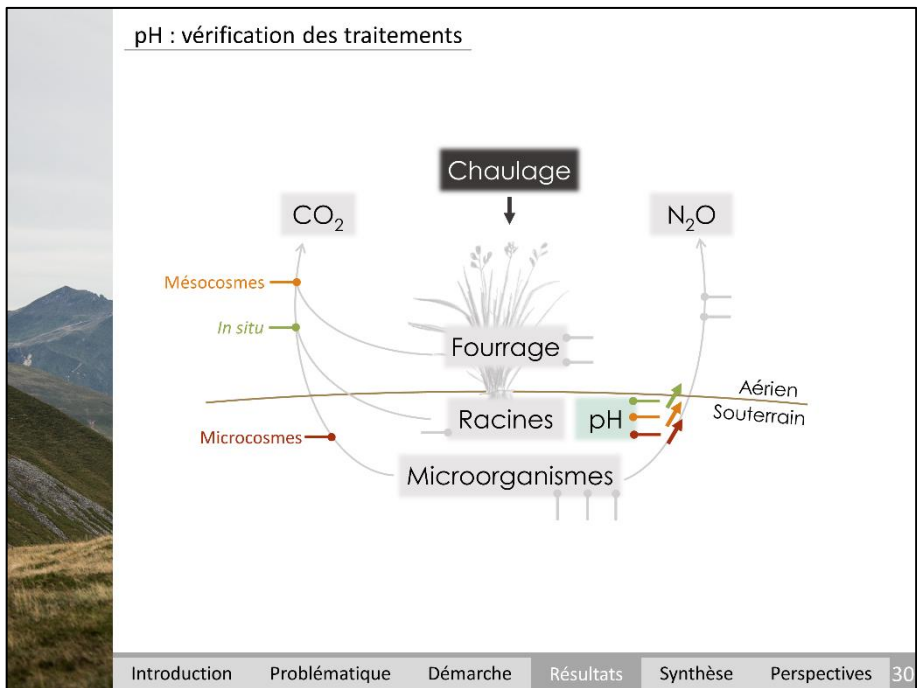 pH : vérification des traitements
Chaulage
CO₂
N₂O
Mésocosmes
In situ
Fourrage
Aérien
Souterrain
Racines
pH
Microcosmes
Microorganismes
Introduction Problématique Démarche Résultats Synthèse Perspectives 30